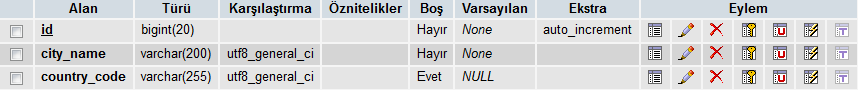 Alan Türü Karşılaştırma Öznitelikler Boş Varsayılan Ekstra Eylem
id bigint(20) Hayır None auto_increment
city_name varchar(200) utf8_general_ci Hayır None
country_code varchar(255) utf8_general_ci Evet NULL